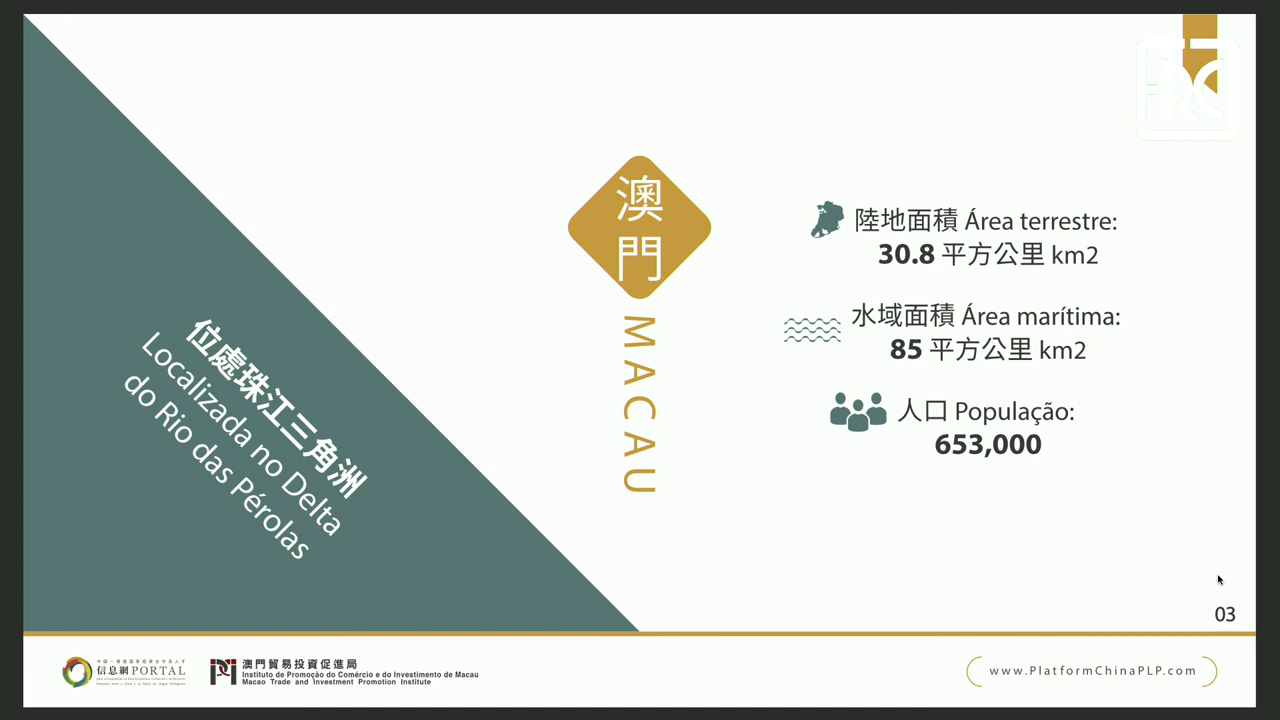 位處珠江三角洲
Localizada no Delta
do Rio das Pérolas
澳
門
MACAU
陸地面積 Área terrestre:
30.8 平方公里 km2
水域面積 Área marítima:
85 平方公里 km2
人口 População:
653,000
03
信息網 PORTAL
澳門貿易投資促進局
Instituto de Promoção do Comércio e do Investimento de Macau
Macao Trade and Investment Promotion Institute
www.PlatformChinaPLP.com